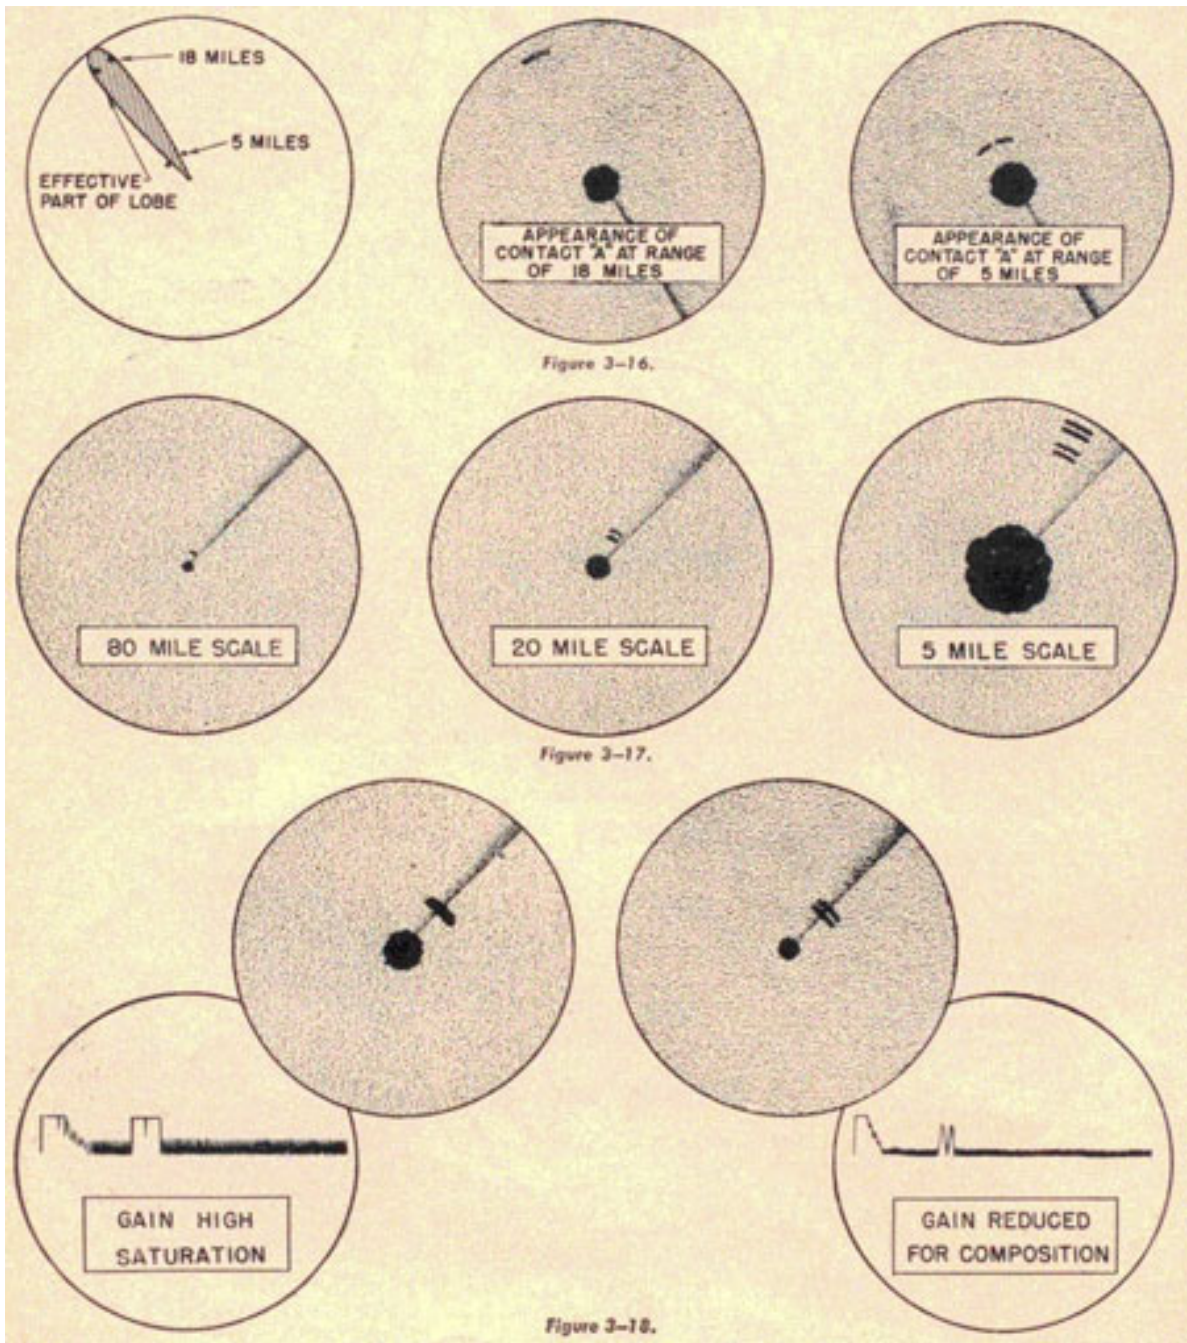 18 MILES
5 MILES
EFFECTIVE
PART OF LOBE
APPEARANCE OF
CONTACT "A" AT RANGE
OF 18 MILES
APPEARANCE OF
CONTACT "A" AT RANGE
OF 5 MILES
Figure 3-16.
80 MILE SCALE
20 MILE SCALE
5 MILE SCALE
Figure 3-17.
GAIN HIGH
SATURATION
GAIN REDUCED
FOR COMPOSITION
Figure 3-18.